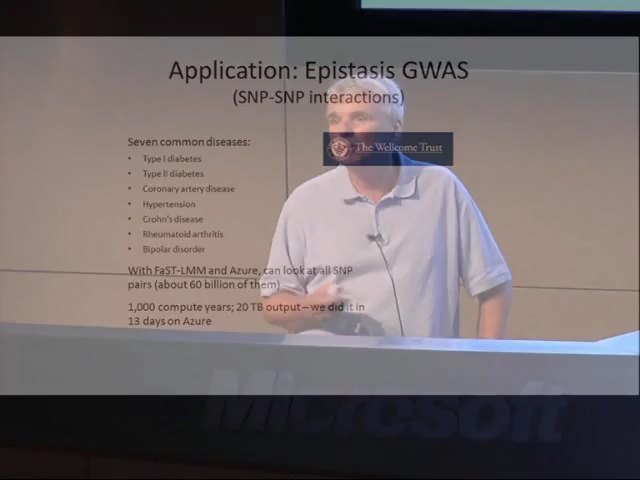 Application: Epistasis GWAS
(SNP-SNP interactions)
Seven common diseases:
The Wellcome Trust
• Type I diabetes
• Type II diabetes
• Coronary artery disease
• Hypertension
• Crohn's disease
• Rheumatoid arthritis
• Bipolar disorder
With FaST-LMM and Azure, can look at all SNP
pairs (about 60 billion of them)
1,000 compute years; 20 TB output – we did it in
13 days on Azure
Microsoft